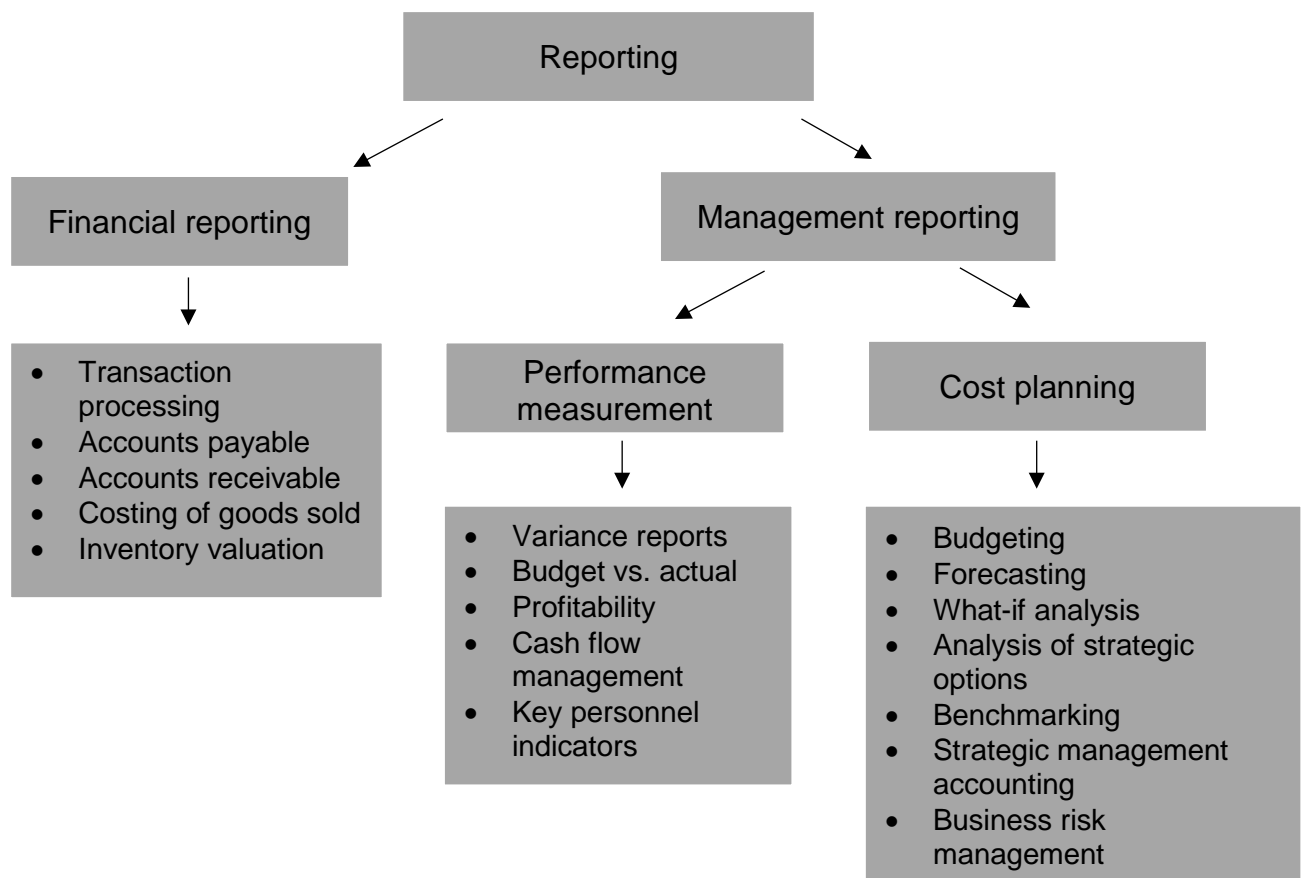 Reporting
Financial reporting
Management reporting
• Transaction
processing
• Accounts payable
• Accounts receivable
• Costing of goods sold
• Inventory valuation
Performance
measurement
Cost planning
• Variance reports
• Budget vs. actual
• Profitability
• Cash flow
management
• Key personnel
indicators
• Budgeting
• Forecasting
• What-if analysis
• Analysis of strategic
options
• Benchmarking
• Strategic management
accounting
• Business risk
management